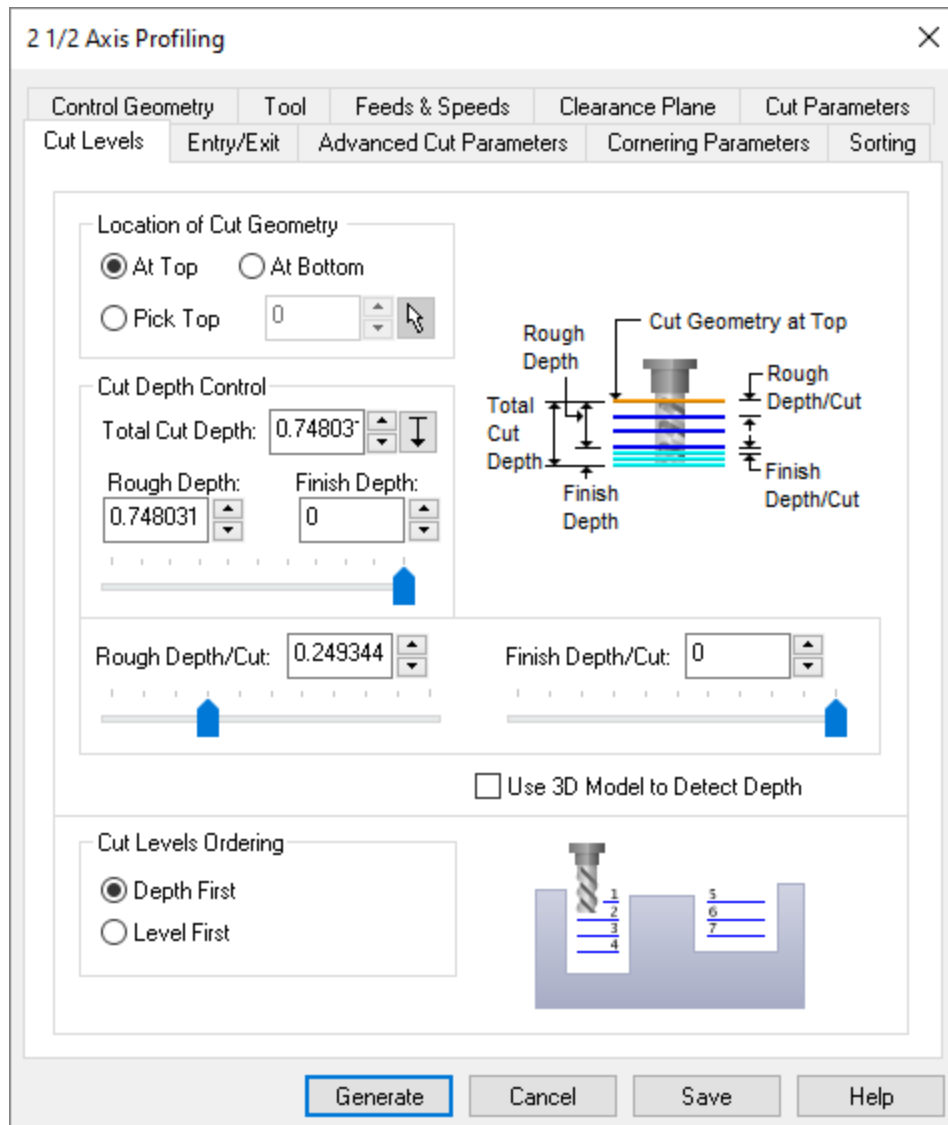 2 1/2 Axis Profiling
Control Geometry Tool Feeds & Speeds Clearance Plane Cut Parameters
Cut Levels Entry/Exit Advanced Cut Parameters Cornering Parameters Sorting
Location of Cut Geometry
At Top At Bottom
Pick Top 0
Cut Depth Control
Total Cut Depth: 0.74803
Rough Depth: Finish Depth:
0.748031 0
Rough
Depth
Cut Geometry at Top
Total
Cut
Depth
Rough
Depth/Cut
Finish
Depth
Finish
Depth/Cut
Rough Depth/Cut: 0.249344 Finish Depth/Cut: 0
Use 3D Model to Detect Depth
Cut Levels Ordering
Depth First
Level First
1 5
2 6
3 7
4
Generate Cancel Save Help